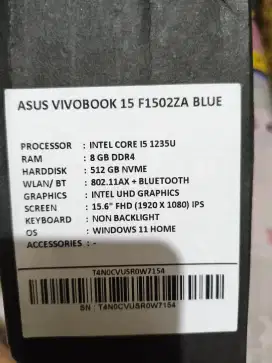 ASUS VIVOBOOK 15 F1502ZA BLUE
PROCESSOR : INTEL CORE I5 1235U
RAM : 8 GB DDR4
HARDDISK : 512 GB NVME
WLAN/ BT : 802.11AX + BLUETOOTH
GRAPHICS : INTEL UHD GRAPHICS
SCREEN : 15.6" FHD (1920 X 1080) IPS
KEYBOARD : NON BACKLIGHT
OS : WINDOWS 11 HOME
ACCESSORIES : -
T4N0CVUSR0W7154
SN : T4N0CVUSR0W7154